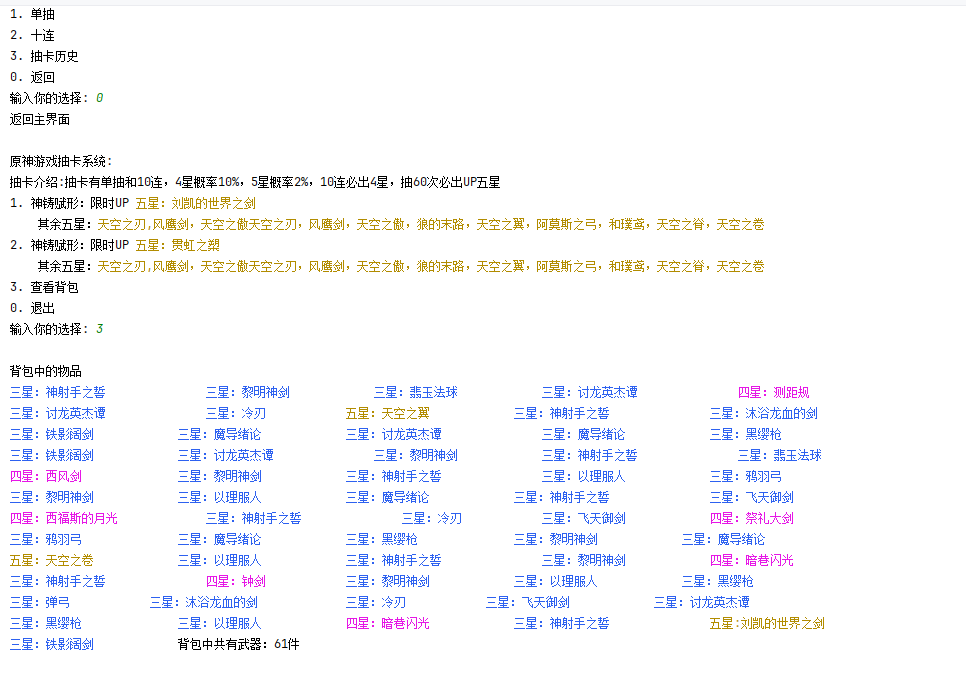 1. 单抽
2. 十连
3. 抽卡历史
0. 返回
输入你的选择: 0
返回主界面
原神游戏抽卡系统:
抽卡介绍:抽卡有单抽和10连，4星概率10%，5星概率2%，10连必出4星，抽60次必出UP五星
1. 神铸赋形：限时UP 五星：刘凯的世界之剑
其余五星：天空之刃,风鹰剑，天空之傲天空之刃，风鹰剑，天空之傲，狼的末路，天空之翼，阿莫斯之弓，和璞鸢，天空之脊，天空之卷
2. 神铸赋形：限时UP 五星：贯虹之槊
其余五星：天空之刃,风鹰剑，天空之傲天空之刃，风鹰剑，天空之傲，狼的末路，天空之翼，阿莫斯之弓，和璞鸢，天空之脊，天空之卷
3. 查看背包
0. 退出
输入你的选择: 3
背包中的物品
三星：神射手之誓 三星：黎明神剑 三星：翡玉法球 三星：讨龙英杰谭 四星：测距规
三星：讨龙英杰谭 三星：冷刃 五星：天空之翼 三星：神射手之誓 三星：沐浴龙血的剑
三星：铁影阔剑 三星：魔导绪论 三星：讨龙英杰谭 三星：魔导绪论 三星：黑缨枪
三星：铁影阔剑 三星：讨龙英杰谭 三星：黎明神剑 三星：神射手之誓 三星：翡玉法球
四星：西风剑 三星：黎明神剑 三星：神射手之誓 三星：以理服人 三星：鸦羽弓
三星：黎明神剑 三星：以理服人 三星：魔导绪论 三星：神射手之誓 三星：飞天御剑
四星：西福斯的月光 三星：神射手之誓 三星：冷刃 三星：飞天御剑 四星：祭礼大剑
三星：鸦羽弓 三星：魔导绪论 三星：黑缨枪 三星：黎明神剑 三星：魔导绪论
五星：天空之卷 三星：以理服人 三星：神射手之誓 三星：黎明神剑 四星：暗巷闪光
三星：神射手之誓 四星：钟剑 三星：黎明神剑 三星：以理服人 三星：黑缨枪
三星：弹弓 三星：沐浴龙血的剑 三星：冷刃 三星：飞天御剑 三星：讨龙英杰谭
三星：黑缨枪 三星：以理服人 四星：暗巷闪光 三星：神射手之誓 五星:刘凯的世界之剑
三星：铁影阔剑 背包中共有武器：61件